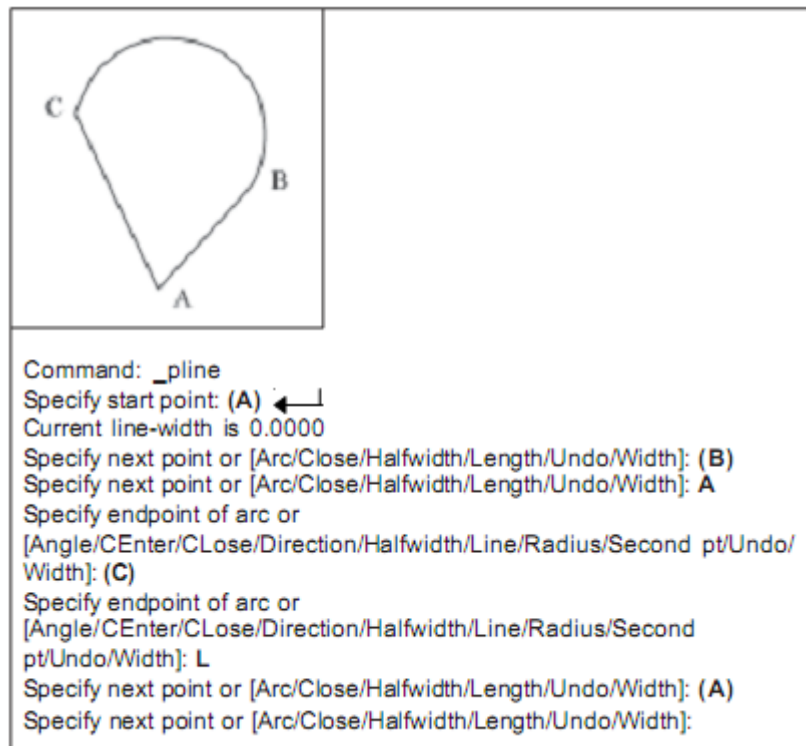 C
B
A
Command: _pline
Specify start point: (A)
Current line-width is 0.0000
Specify next point or [Arc/Close/Halfwidth/Length/Undo/Width]: (B)
Specify next point or [Arc/Close/Halfwidth/Length/Undo/Width]: A
Specify endpoint of arc or
[Angle/CEnter/CLose/Direction/Halfwidth/Line/Radius/Second pt/Undo/
Width]: (C)
Specify endpoint of arc or
[Angle/CEnter/CLose/Direction/Halfwidth/Line/Radius/Second
pt/Undo/Width]: L
Specify next point or [Arc/Close/Halfwidth/Length/Undo/Width]: (A)
Specify next point or [Arc/Close/Halfwidth/Length/Undo/Width]: